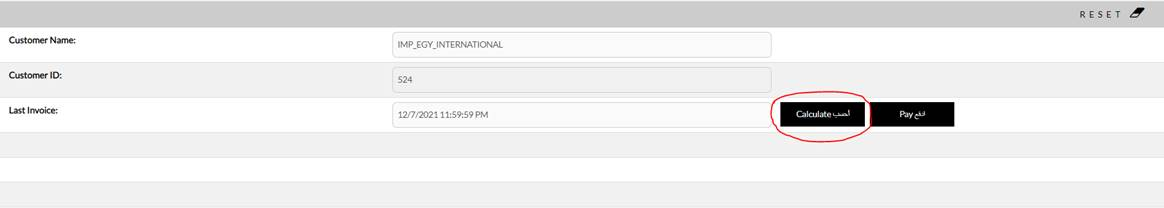 RESET
Customer Name: IMP_EGY_INTERNATIONAL
Customer ID: 524
Last Invoice: 12/7/2021 11:59:59 PM Calculate أحسب Pay ادفع